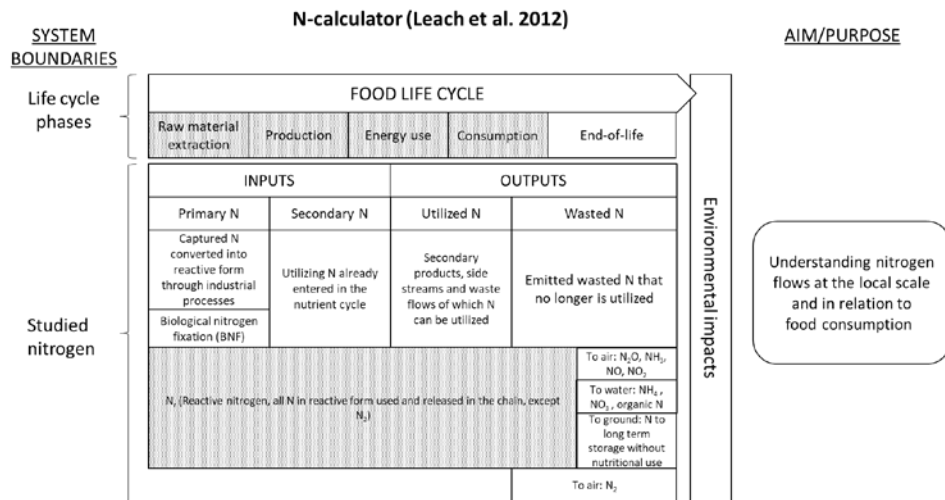 N-calculator (Leach et al. 2012)
SYSTEM
BOUNDARIES
AIM/PURPOSE
Life cycle
phases
FOOD LIFE CYCLE
Raw material
extraction
Production
Energy use
Consumption
End-of-life
INPUTS
OUTPUTS
Primary N
Secondary N
Utilized N
Wasted N
Captured N
converted into
reactive form
through industrial
processes
Utilizing N already
entered in the
nutrient cycle
Secondary
products, side
streams and waste
flows of which N
can be utilized
Emitted wasted N that
no longer is utilized
Biological nitrogen
fixation (BNF)
Studied
nitrogen
Nᵣ (Reactive nitrogen, all N in reactive form used and released in the chain, except
N₂)
To air: N₂O, NH₃,
NO, NO₂
To water: NH₄ ,
NO₃ , organic N
To ground: N to
long term
storage without
nutritional use
To air: N₂
Environmental impacts
Understanding nitrogen
flows at the local scale
and in relation to
food consumption